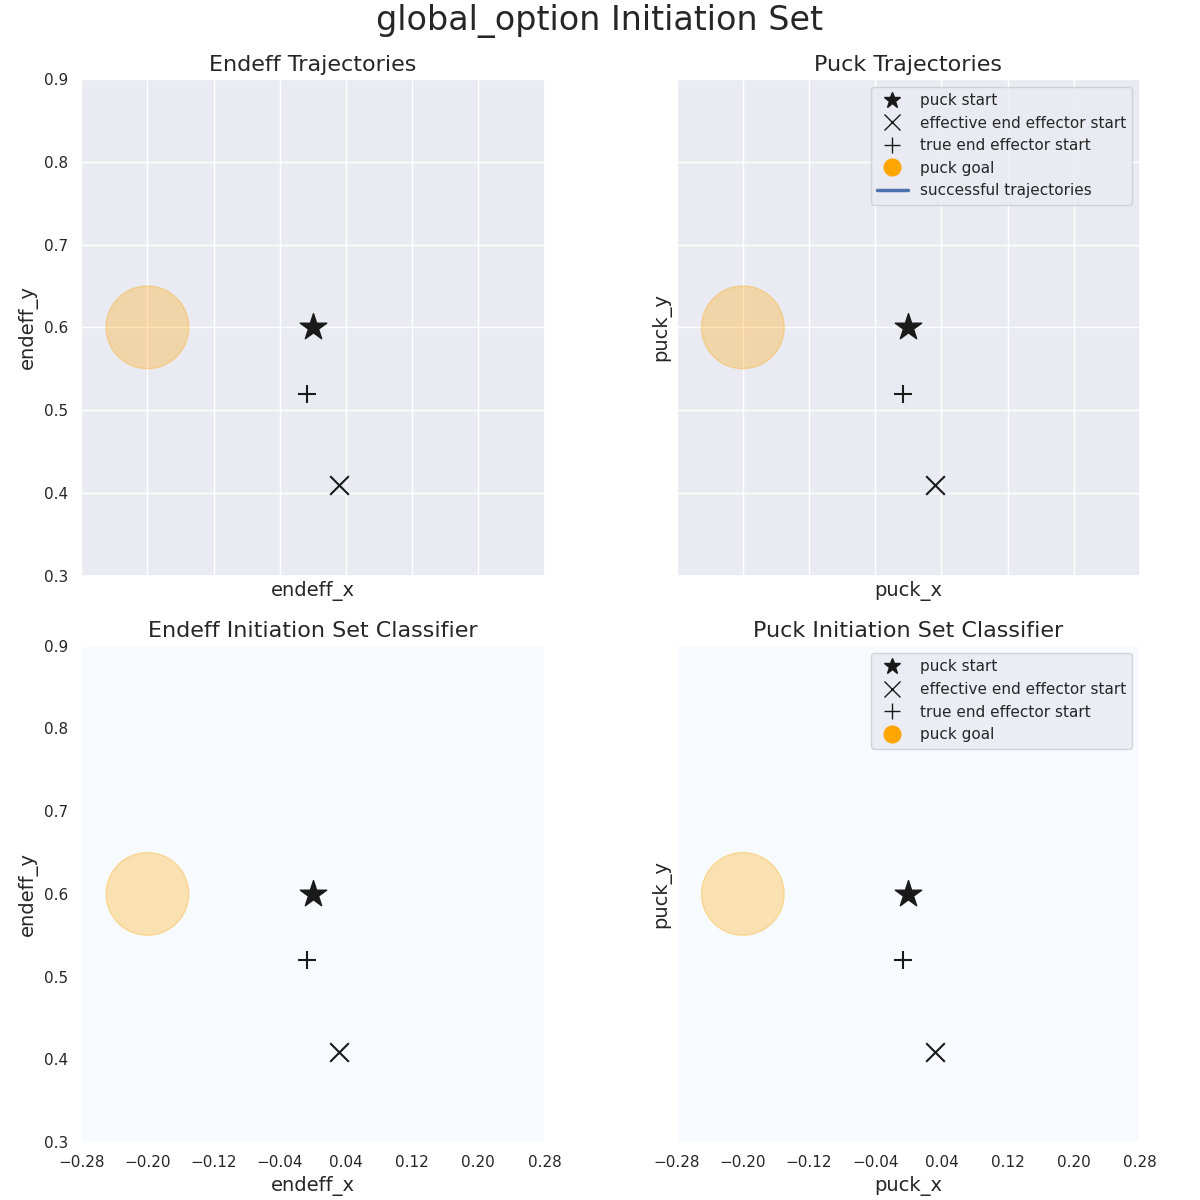 global_option Initiation Set
Endeff Trajectories
0.9
0.8
0.7
0.6
0.5
0.4
0.3
endeff_y
endeff_x
Puck Trajectories
puck start
effective end effector start
true end effector start
puck goal
successful trajectories
puck_y
puck_x
Endeff Initiation Set Classifier
0.9
0.8
0.7
0.6
0.5
0.4
0.3
endeff_y
−0.28 −0.20 −0.12 −0.04 0.04 0.12 0.20 0.28
endeff_x
Puck Initiation Set Classifier
puck start
effective end effector start
true end effector start
puck goal
puck_y
−0.28 −0.20 −0.12 −0.04 0.04 0.12 0.20 0.28
puck_x